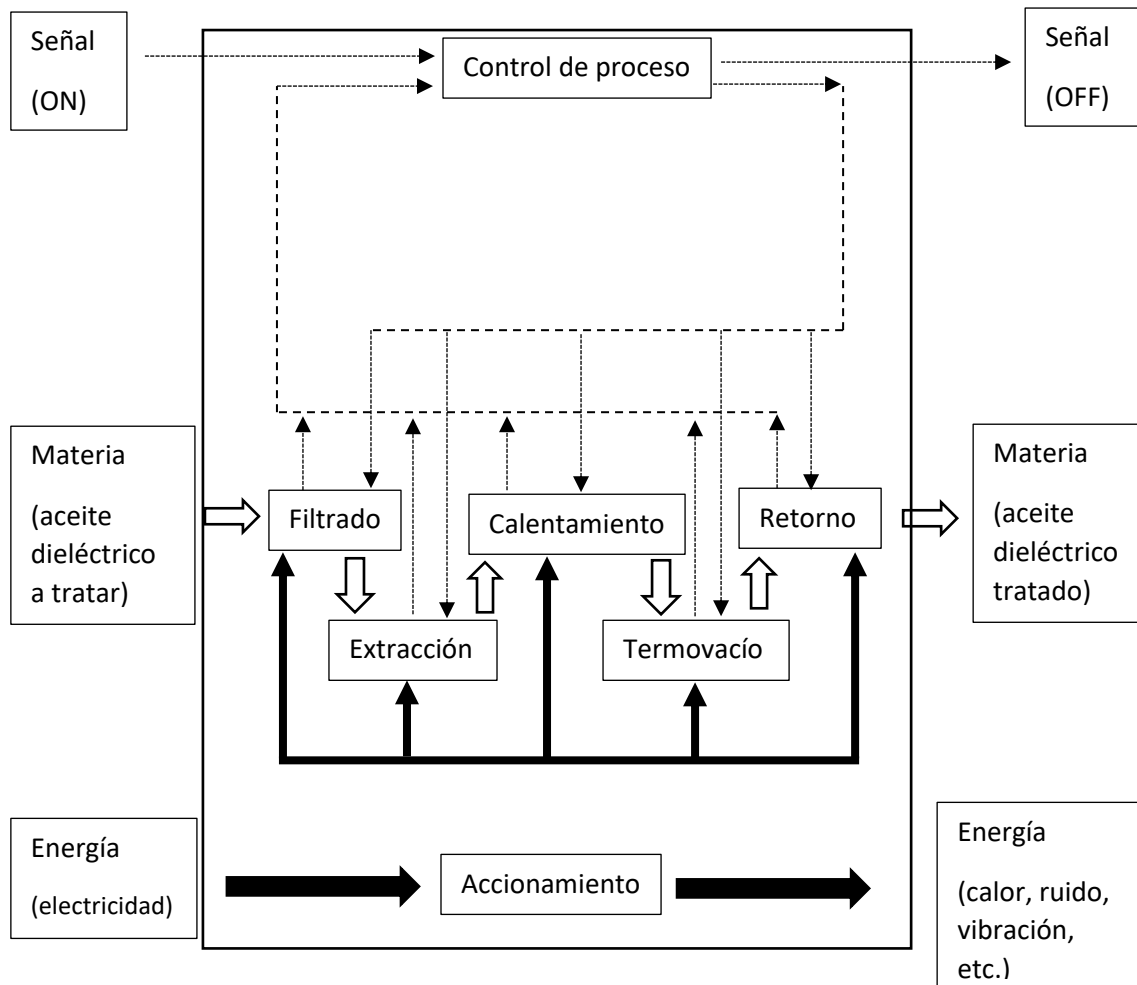 Señal
(ON)
Control de proceso
Señal
(OFF)
Materia
(aceite
dieléctrico
a tratar)
Filtrado
Calentamiento
Retorno
Extracción
Termovacío
Materia
(aceite
dieléctrico
tratado)
Energía
(electricidad)
Accionamiento
Energía
(calor, ruido,
vibración,
etc.)